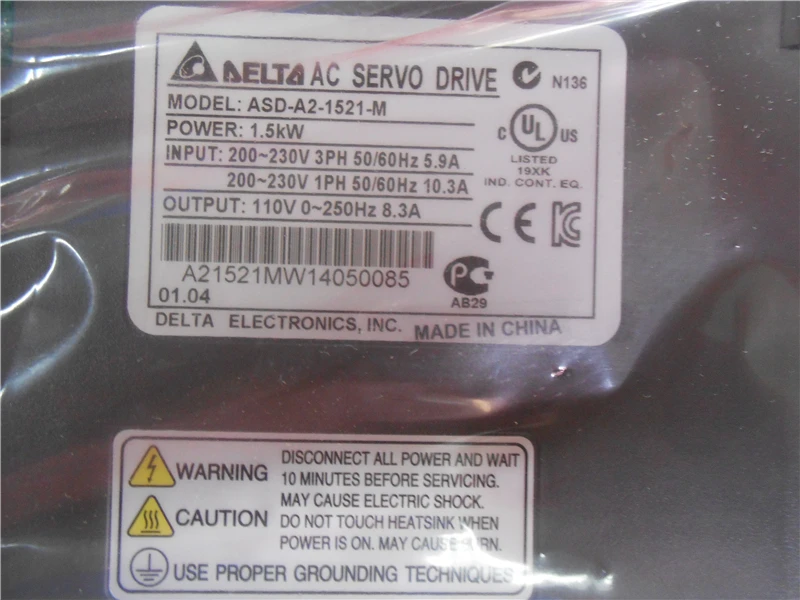 DELTA AC SERVO DRIVE
N136
MODEL: ASD-A2-1521-M
POWER: 1.5kW
INPUT: 200~230V 3PH 50/60Hz 5.9A
200~230V 1PH 50/60Hz 10.3A
OUTPUT: 110V 0~250Hz 8.3A
C UL US
LISTED
19XK
IND. CONT. EQ.
CE
A21521MW14050085
01.04
AB29
DELTA ELECTRONICS, INC. MADE IN CHINA
WARNING
DISCONNECT ALL POWER AND WAIT
10 MINUTES BEFORE SERVICING.
MAY CAUSE ELECTRIC SHOCK.
CAUTION
DO NOT TOUCH HEATSINK WHEN
POWER IS ON. MAY CAUSE BURN.
USE PROPER GROUNDING TECHNIQUES